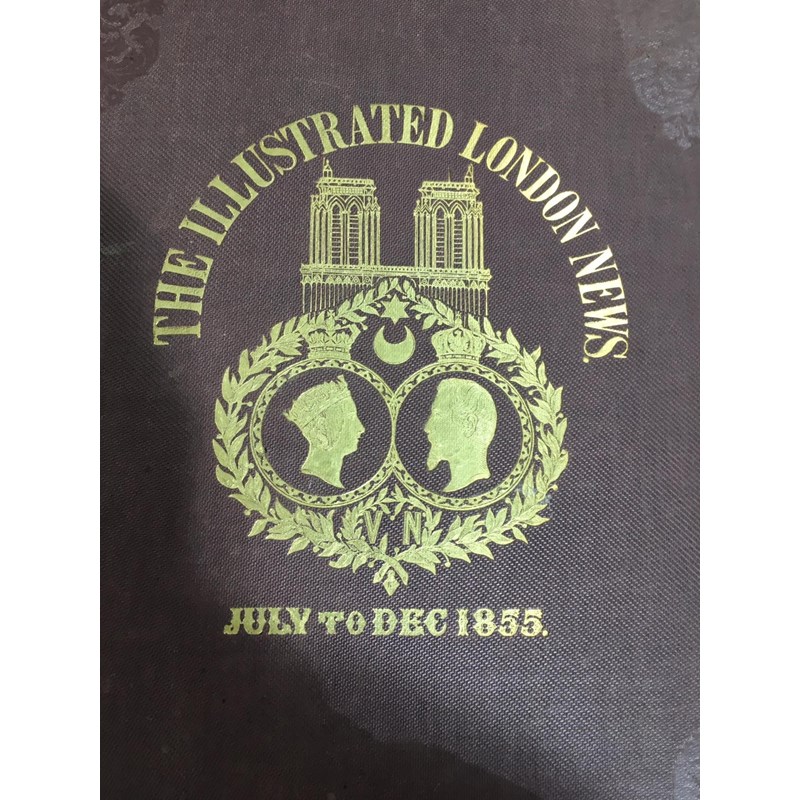 THE ILLUSTRATED LONDON NEWS.
V N
JULY TO DEC 1855.